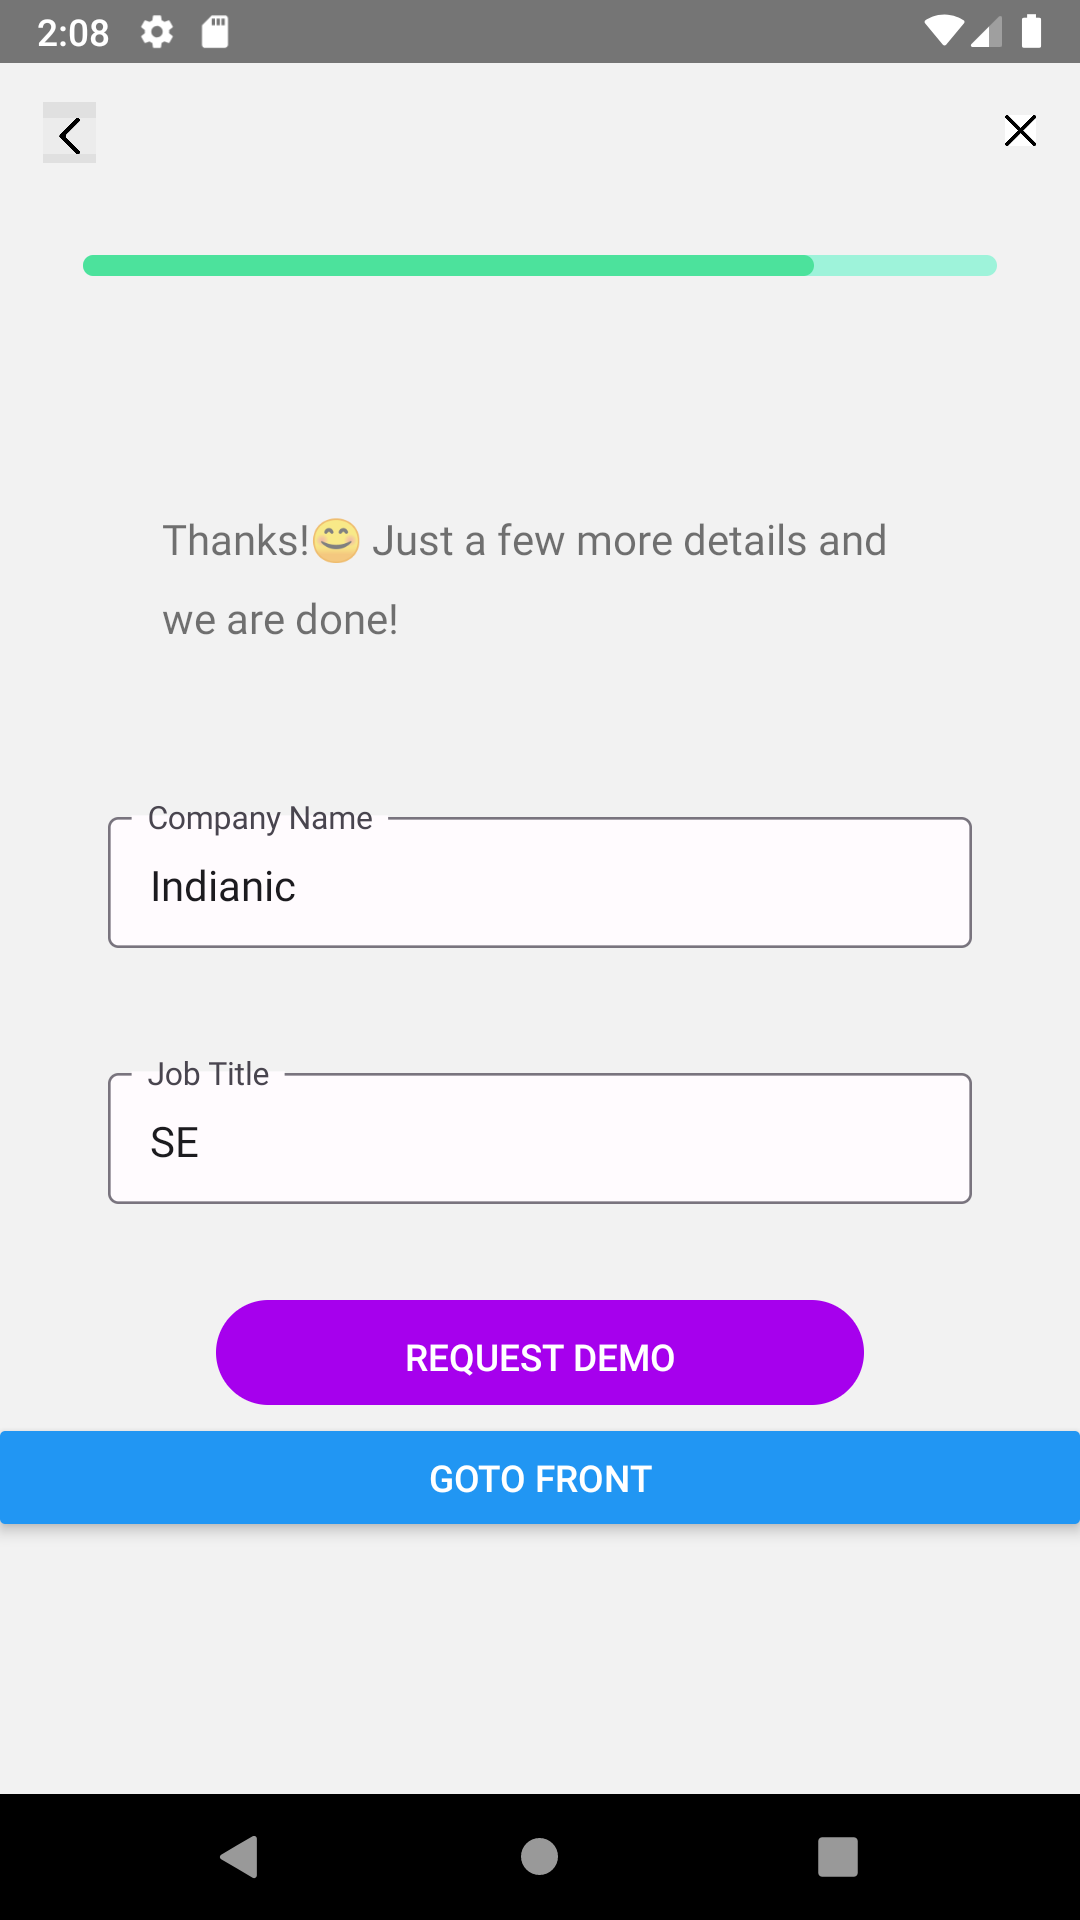 2:08
Thanks!😊 Just a few more details and
we are done!
Company Name
Indianic
Job Title
SE
REQUEST DEMO
GOTO FRONT